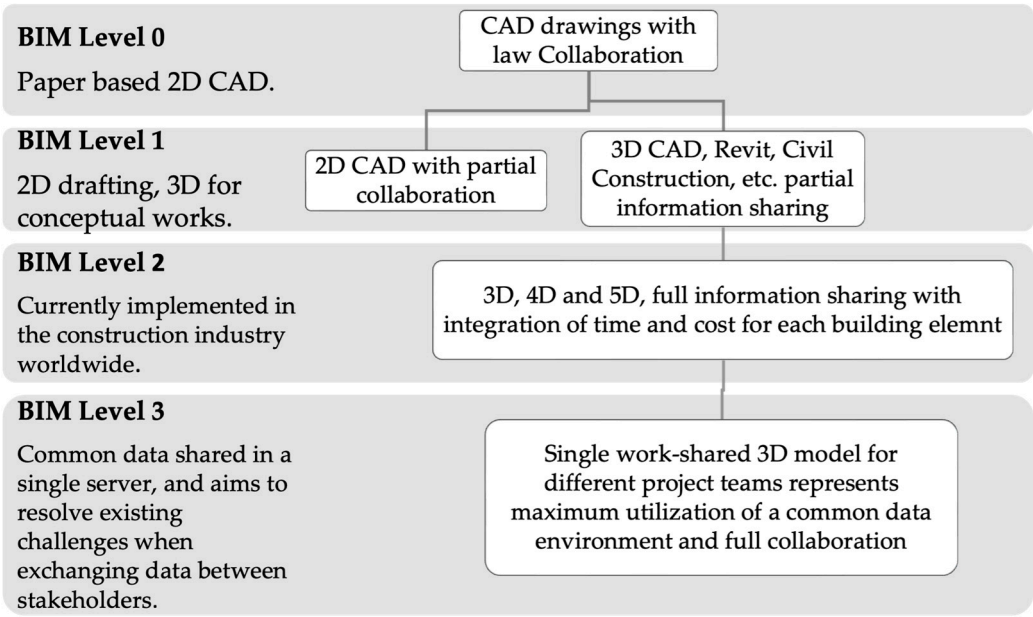 BIM Level 0
Paper based 2D CAD.
CAD drawings with
law Collaboration
BIM Level 1
2D drafting, 3D for
conceptual works.
2D CAD with partial
collaboration
3D CAD, Revit, Civil
Construction, etc. partial
information sharing
BIM Level 2
Currently implemented in
the construction industry
worldwide.
3D, 4D and 5D, full information sharing with
integration of time and cost for each building elemnt
BIM Level 3
Common data shared in a
single server, and aims to
resolve existing
challenges when
exchanging data between
stakeholders.
Single work-shared 3D model for
different project teams represents
maximum utilization of a common data
environment and full collaboration